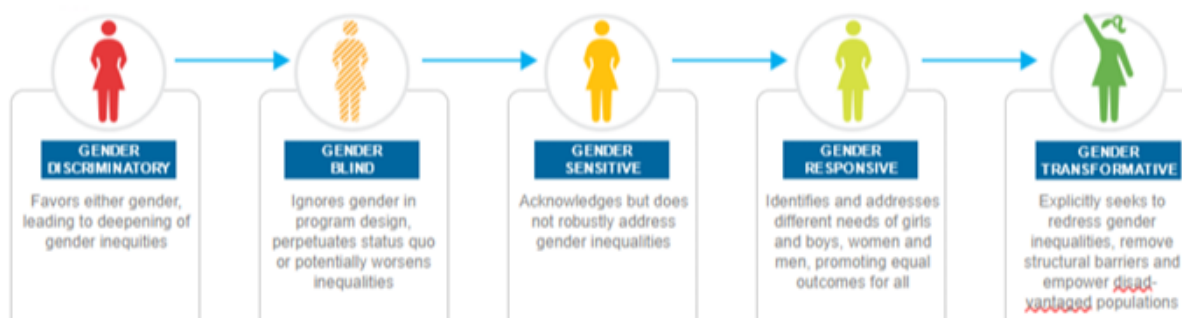 GENDER
DISCRIMINATORY
Favors either gender,
leading to deepening of
gender inequities
GENDER
BLIND
Ignores gender in
program design,
perpetuates status quo
or potentially worsens
inequalities
GENDER
SENSITIVE
Acknowledges but does
not robustly address
gender inequalities
GENDER
RESPONSIVE
Identifies and addresses
different needs of girls
and boys, women and
men, promoting equal
outcomes for all
GENDER
TRANSFORMATIVE
Explicitly seeks to
redress gender
inequalities, remove
structural barriers and
empower disad-
vantaged populations